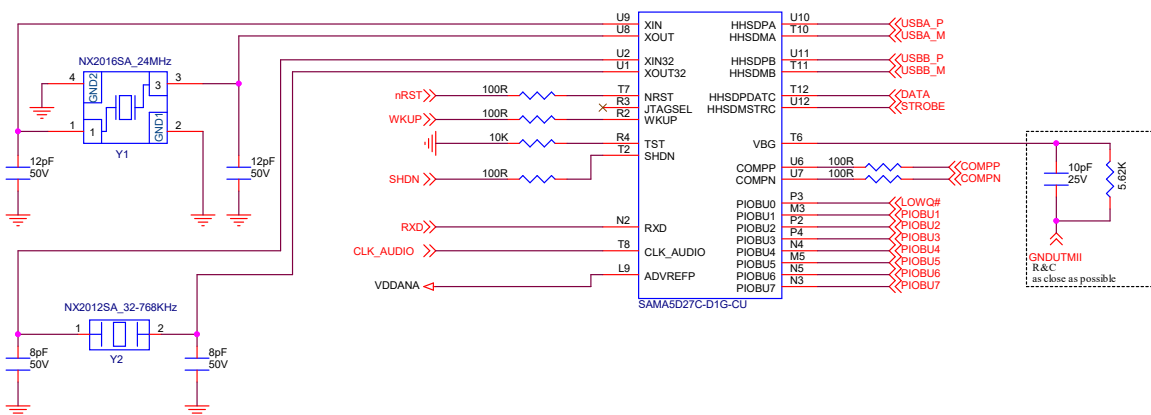 NX2016SA_24MHz
4
GND2
3
3
1
1
GND1
2
Y1
12pF
50V
12pF
50V
NX2012SA_32-768KHz
1
2
Y2
8pF
50V
8pF
50V
nRST
100R
WKUP
100R
10K
SHDN
100R
RXD
CLK_AUDIO
VDDANA
U9
XIN
U8
XOUT
U2
XIN32
U1
XOUT32
T7
NRST
R3
JTAGSEL
R2
WKUP
R4
TST
T2
SHDN
N2
RXD
T8
CLK_AUDIO
L9
ADVREFP
SAMA5D27C-D1G-CU
HHSDPA
U10
USBA_P
HHSDMA
T10
USBA_M
HHSDPB
U11
USBB_P
HHSDMB
T11
USBB_M
HHSDPDATC
T12
DATA
HHSDMSTRC
U12
STROBE
VBG
T6
COMPP
U6
100R
COMPP
COMPN
U7
100R
COMPN
PIOBU0
P3
LOWQ#
PIOBU1
M3
PIOBU1
PIOBU2
P2
PIOBU2
PIOBU3
P4
PIOBU3
PIOBU4
N4
PIOBU4
PIOBU5
M5
PIOBU5
PIOBU6
N5
PIOBU6
PIOBU7
N3
PIOBU7
10pF
25V
5.62K
GNDUTMII
R&C
as close as possible